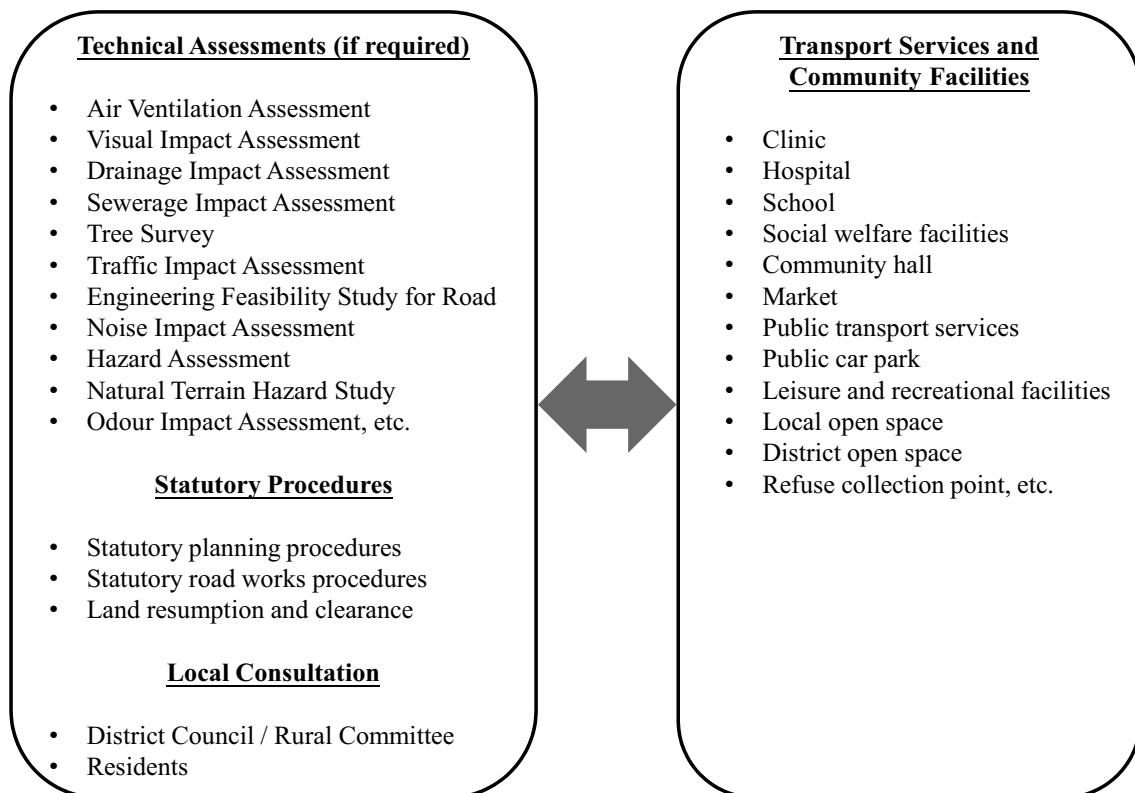 Technical Assessments (if required)
• Air Ventilation Assessment
• Visual Impact Assessment
• Drainage Impact Assessment
• Sewerage Impact Assessment
• Tree Survey
• Traffic Impact Assessment
• Engineering Feasibility Study for Road
• Noise Impact Assessment
• Hazard Assessment
• Natural Terrain Hazard Study
• Odour Impact Assessment, etc.
Statutory Procedures
• Statutory planning procedures
• Statutory road works procedures
• Land resumption and clearance
Local Consultation
• District Council / Rural Committee
• Residents
Transport Services and
Community Facilities
• Clinic
• Hospital
• School
• Social welfare facilities
• Community hall
• Market
• Public transport services
• Public car park
• Leisure and recreational facilities
• Local open space
• District open space
• Refuse collection point, etc.